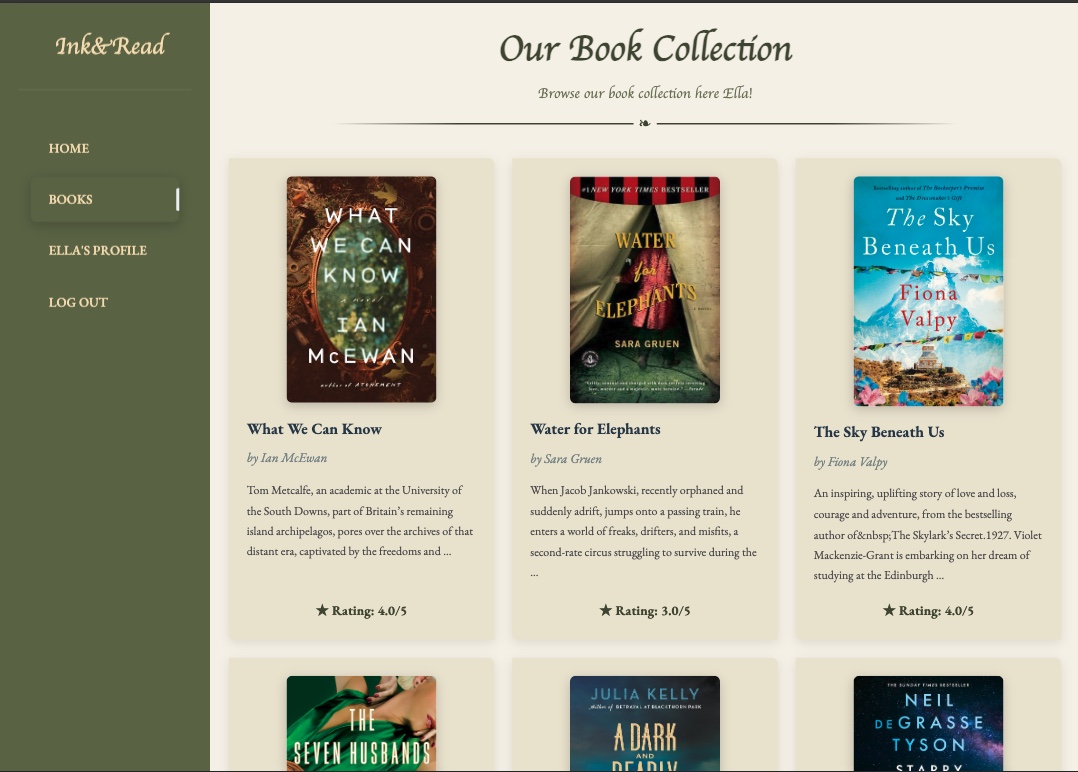 Ink&Read
HOME
BOOKS
ELLA'S PROFILE
LOG OUT
Our Book Collection
Browse our book collection here Ella!
WHAT
WE CAN
KNOW
a novel
IAN
McEWAN
author of ATONEMENT
What We Can Know
by Ian McEwan
Tom Metcalfe, an academic at the University of
the South Downs, part of Britain’s remaining
island archipelagos, pores over the archives of that
distant era, captivated by the freedoms and ...
★ Rating: 4.0/5
#1 NEW YORK TIMES BESTSELLER
WATER
for
ELEPHANTS
SARA GRUEN
Water for Elephants
by Sara Gruen
When Jacob Jankowski, recently orphaned and
suddenly adrift, jumps onto a passing train, he
enters a world of freaks, drifters, and misfits, a
second-rate circus struggling to survive during the
...
★ Rating: 3.0/5
Bestselling author of The Beekeeper's Promise
and The Dressmaker's Gift
The Sky
Beneath Us
Fiona
Valpy
The Sky Beneath Us
by Fiona Valpy
An inspiring, uplifting story of love and loss,
courage and adventure, from the bestselling
author of&nbsp;The Skylark’s Secret.1927. Violet
Mackenzie-Grant is embarking on her dream of
studying at the Edinburgh ...
★ Rating: 4.0/5
THE
SEVEN HUSBANDS
JULIA KELLY
Author of BETRAYAL AT BLACKTHORN PARK
A DARK
AND
DEADLY
THE SUNDAY TIMES BESTSELLER
NEIL
DEGRASSE
TYSON
STARRY